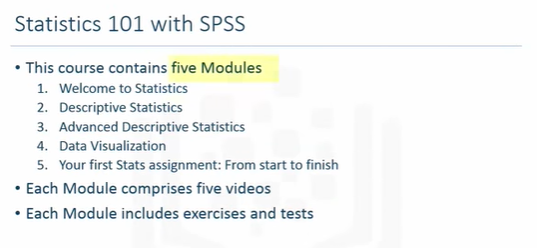 Statistics 101 with SPSS
• This course contains five Modules
1. Welcome to Statistics
2. Descriptive Statistics
3. Advanced Descriptive Statistics
4. Data Visualization
5. Your first Stats assignment: From start to finish
• Each Module comprises five videos
• Each Module includes exercises and tests